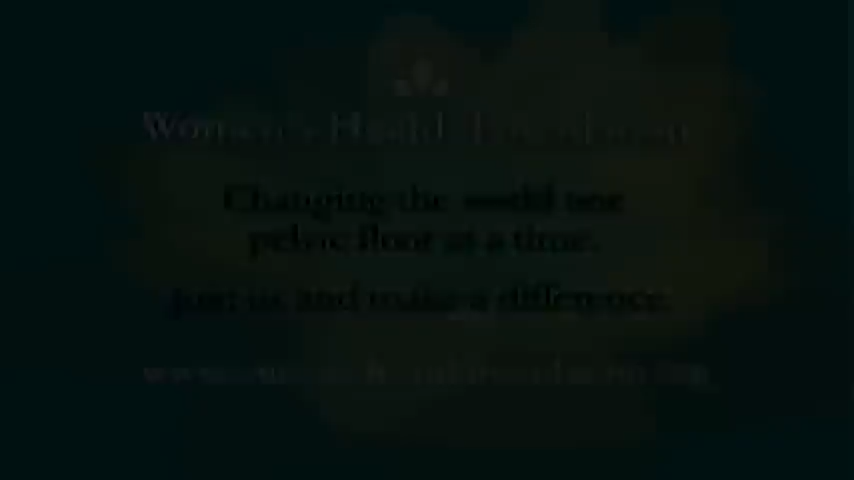 Women's Health Foundation
Changing the world one
pelvic floor at a time.
Join us and make a difference.